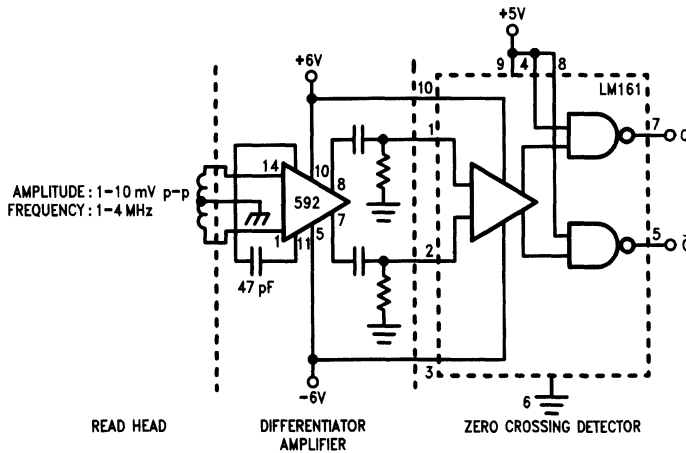 +5V
9 4 8
+6V
10
LM161
1
7
Q
14
10
8
AMPLITUDE : 1–10 mV p-p
592
FREQUENCY : 1–4 MHz
7
1
11
5
2
5
47 pF
3
-6V
6
READ HEAD
DIFFERENTIATOR
AMPLIFIER
ZERO CROSSING DETECTOR